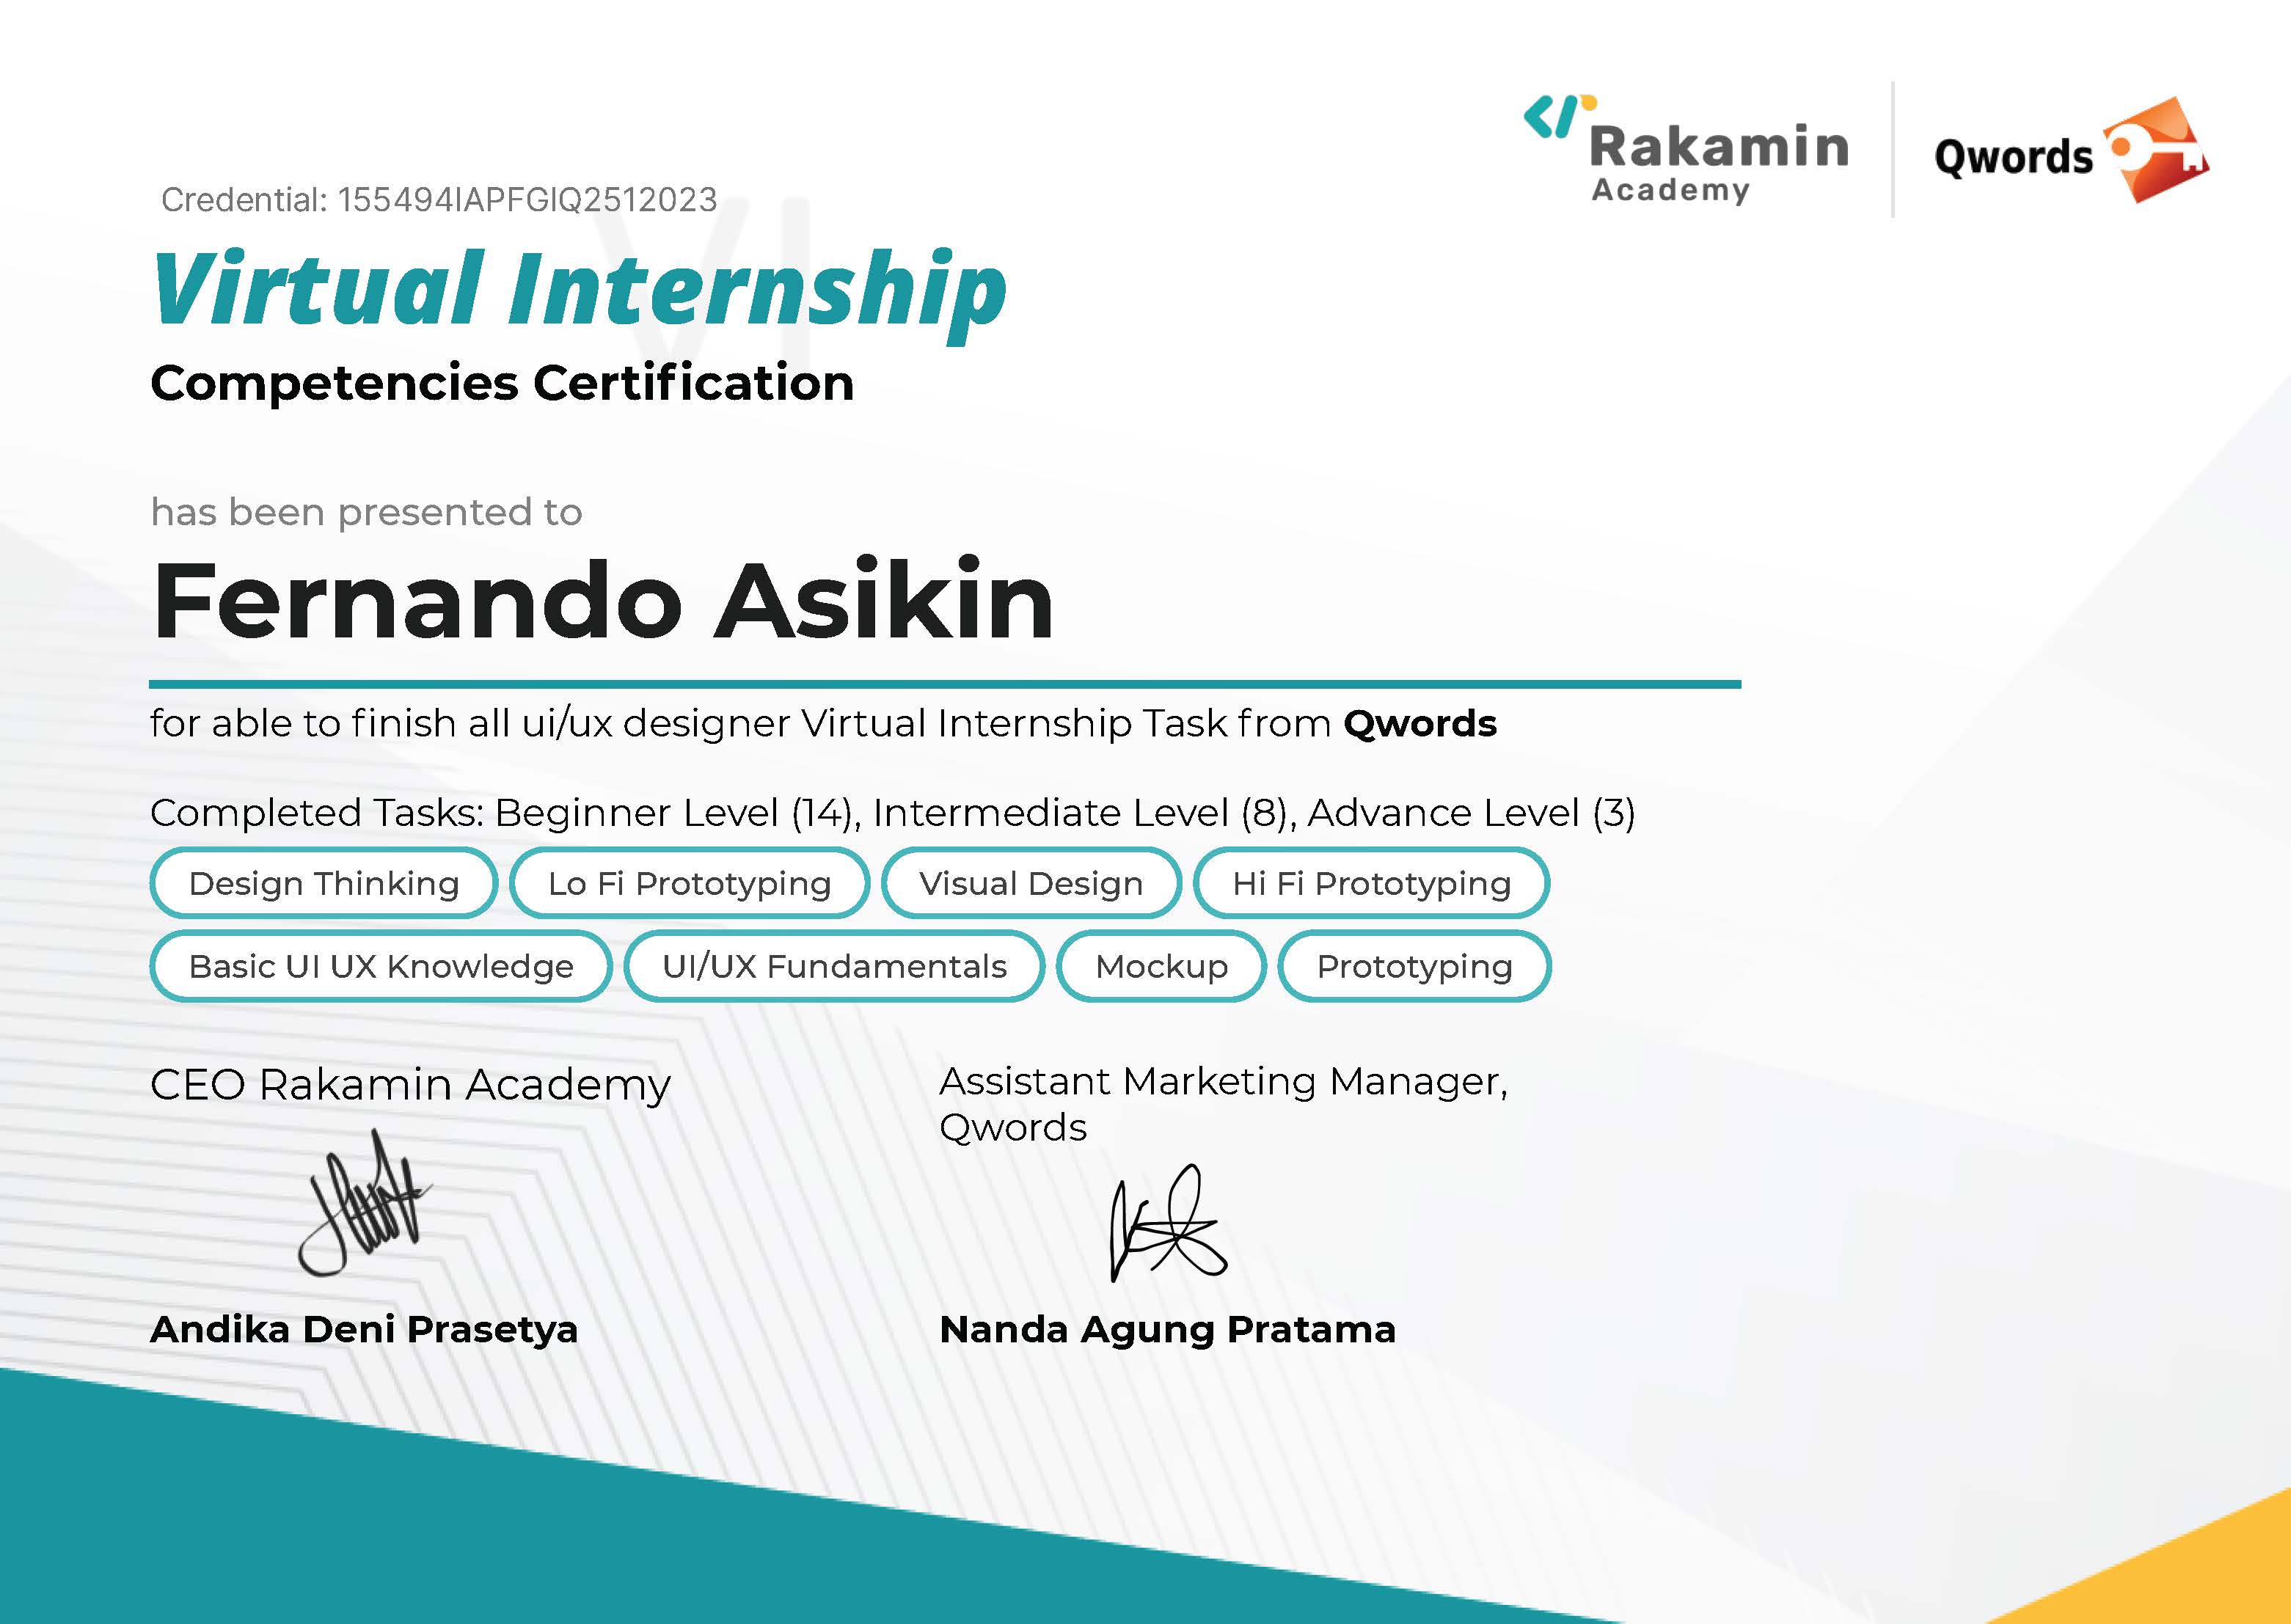 Rakamin
Academy
Qwords
Credential: 155494IAPFGIQ2512023
VI
Virtual Internship
Competencies Certification
has been presented to
Fernando Asikin
for able to finish all ui/ux designer Virtual Internship Task from Qwords
Completed Tasks: Beginner Level (14), Intermediate Level (8), Advance Level (3)
Design Thinking Lo Fi Prototyping Visual Design Hi Fi Prototyping
Basic UI UX Knowledge UI/UX Fundamentals Mockup Prototyping
CEO Rakamin Academy
Assistant Marketing Manager,
Qwords
Andika Deni Prasetya
Nanda Agung Pratama